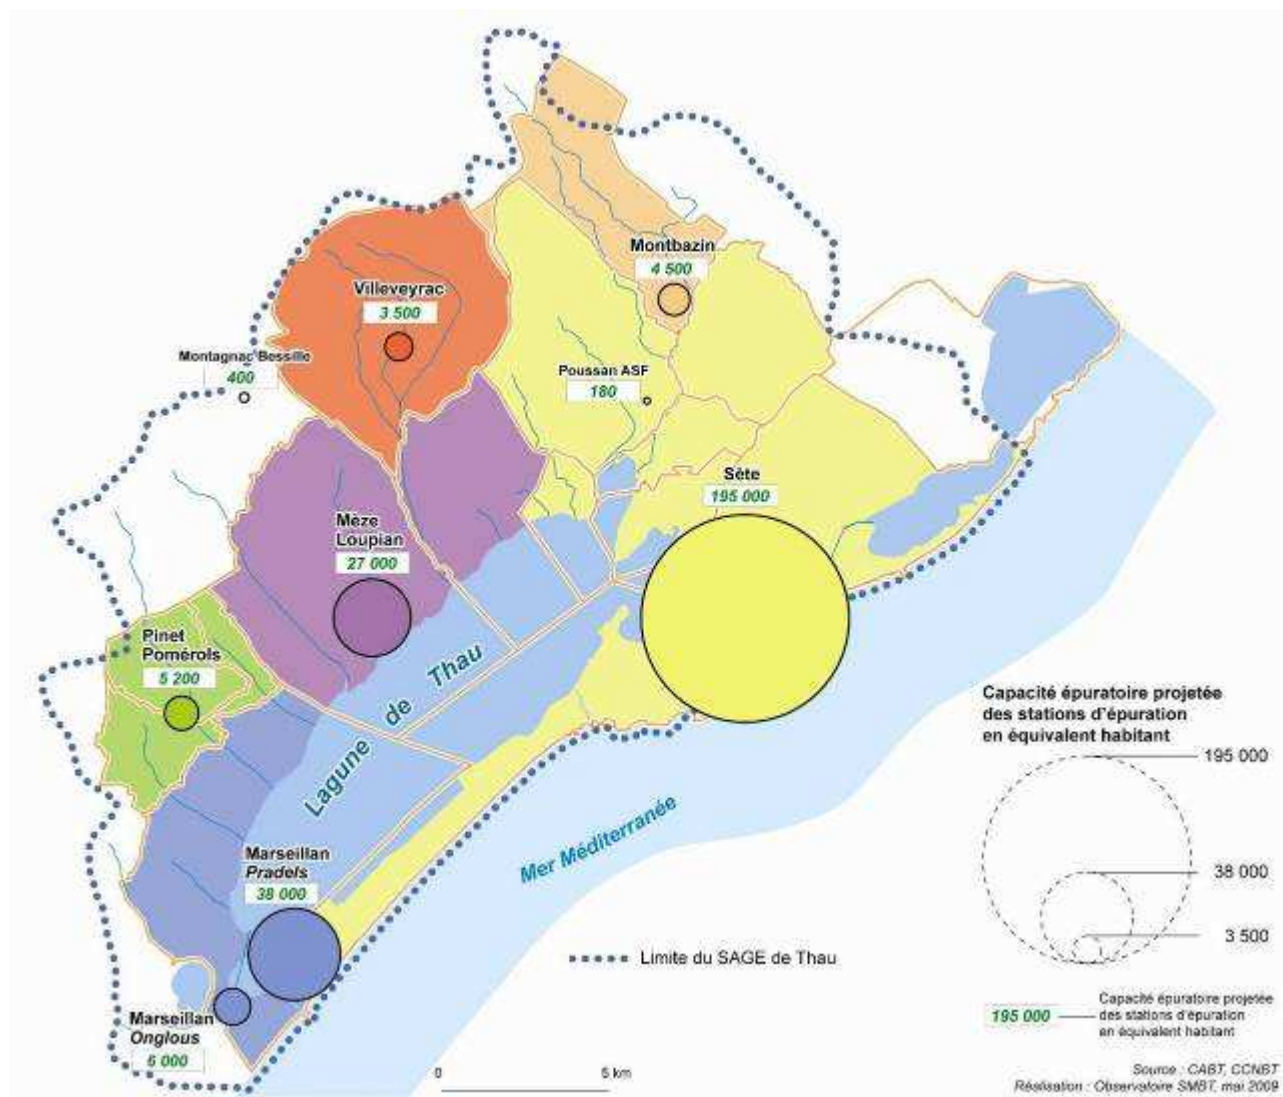 Montbazin
4 500
Villeveyrac
3 500
Montagnac Bessille
400
Poussan ASF
180
Sète
195 000
Mèze
Loupian
27 000
Pinet
Pomérols
5 200
Lagune de Thau
Marseillan
Pradels
38 000
Marseillan
Onglous
6 000
Mer Méditerranée
Capacité épuratoire projetée
des stations d'épuration
en équivalent habitant
195 000
38 000
3 500
Limite du SAGE de Thau
195 000
Capacité épuratoire projetée
des stations d'épuration
en équivalent habitant
0
5 km
Source : CABT, CCNBT
Réalisation : Observatoire SMBT, mai 2009